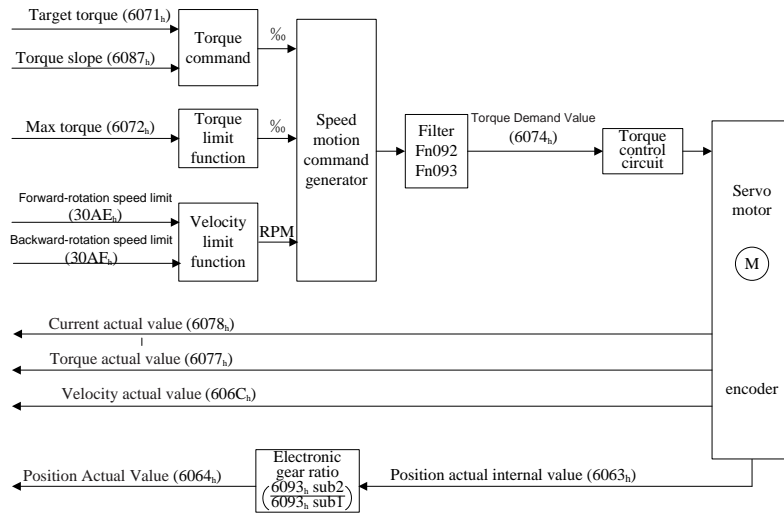 Target torque (6071h)
Torque slope (6087h)
Torque
command
‰
Max torque (6072h)
Torque
limit
function
‰
Forward-rotation speed limit
(30AEh)
Backward-rotation speed limit
(30AFh)
Velocity
limit
function
RPM
Speed
motion
command
generator
Filter
Fn092
Fn093
Torque Demand Value
(6074h)
Torque
control
circuit
Servo
motor
M
encoder
Current actual value (6078h)
Torque actual value (6077h)
Velocity actual value (606Ch)
Position Actual Value (6064h)
Electronic
gear ratio
(6093h sub2
6093h sub1)
Position actual internal value (6063h)